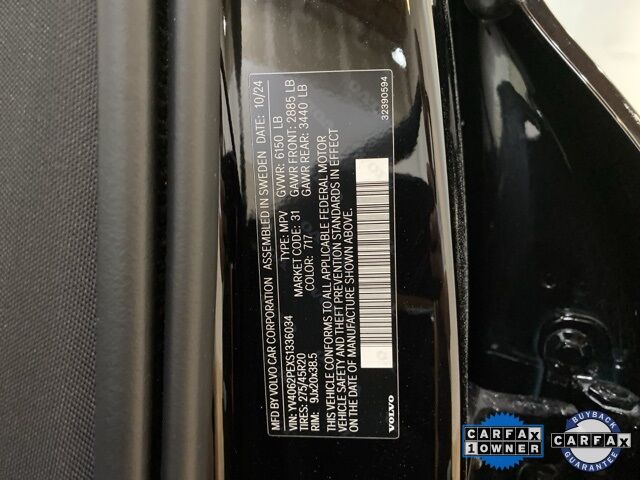 MFD BY VOLVO CAR CORPORATION ASSEMBLED IN SWEDEN DATE: 10/24
VIN: YV4062PEXS1336034 TYPE: MPV GVWR: 6150 LB
TIRES: 275/45R20 MARKET CODE: 31 GAWR FRONT: 2885 LB
RIM: 9Jx20x38.5 COLOR: 717 GAWR REAR: 3440 LB
THIS VEHICLE CONFORMS TO ALL APPLICABLE FEDERAL MOTOR
VEHICLE SAFETY AND THEFT PREVENTION STANDARDS IN EFFECT
ON THE DATE OF MANUFACTURE SHOWN ABOVE.
32390594
VOLVO
CARFAX
1 OWNER
BUYBACK
CARFAX
GUARANTEE